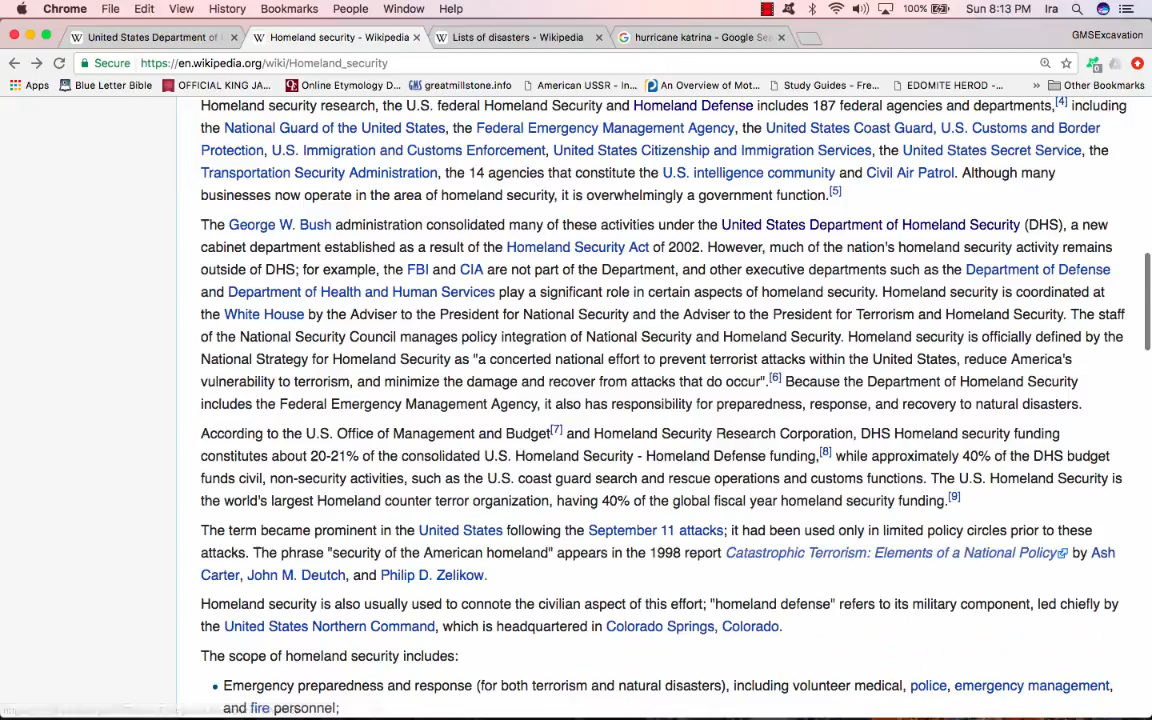 Chrome File Edit View History Bookmarks People Window Help 100% Sun 8:13 PM Ira
United States Department of Homeland security - Wikipedia Lists of disasters - Wikipedia hurricane katrina - Google Sea GMSExcavation
Secure https://en.wikipedia.org/wiki/Homeland_security
Apps Blue Letter Bible OFFICIAL KING JA... Online Etymology D... greatmillstone.info American USSR - In... An Overview of Mot... Study Guides - Fre... EDOMITE HEROD -... » Other Bookmarks
Homeland security research, the U.S. federal Homeland Security and Homeland Defense includes 187 federal agencies and departments,[4] including
the National Guard of the United States, the Federal Emergency Management Agency, the United States Coast Guard, U.S. Customs and Border
Protection, U.S. Immigration and Customs Enforcement, United States Citizenship and Immigration Services, the United States Secret Service, the
Transportation Security Administration, the 14 agencies that constitute the U.S. intelligence community and Civil Air Patrol. Although many
businesses now operate in the area of homeland security, it is overwhelmingly a government function.[5]
The George W. Bush administration consolidated many of these activities under the United States Department of Homeland Security (DHS), a new
cabinet department established as a result of the Homeland Security Act of 2002. However, much of the nation's homeland security activity remains
outside of DHS; for example, the FBI and CIA are not part of the Department, and other executive departments such as the Department of Defense
and Department of Health and Human Services play a significant role in certain aspects of homeland security. Homeland security is coordinated at
the White House by the Adviser to the President for National Security and the Adviser to the President for Terrorism and Homeland Security. The staff
of the National Security Council manages policy integration of National Security and Homeland Security. Homeland security is officially defined by the
National Strategy for Homeland Security as "a concerted national effort to prevent terrorist attacks within the United States, reduce America's
vulnerability to terrorism, and minimize the damage and recover from attacks that do occur".[6] Because the Department of Homeland Security
includes the Federal Emergency Management Agency, it also has responsibility for preparedness, response, and recovery to natural disasters.
According to the U.S. Office of Management and Budget[7] and Homeland Security Research Corporation, DHS Homeland security funding
constitutes about 20-21% of the consolidated U.S. Homeland Security - Homeland Defense funding,[8] while approximately 40% of the DHS budget
funds civil, non-security activities, such as the U.S. coast guard search and rescue operations and customs functions. The U.S. Homeland Security is
the world's largest Homeland counter terror organization, having 40% of the global fiscal year homeland security funding.[9]
The term became prominent in the United States following the September 11 attacks; it had been used only in limited policy circles prior to these
attacks. The phrase "security of the American homeland" appears in the 1998 report Catastrophic Terrorism: Elements of a National Policy by Ash
Carter, John M. Deutch, and Philip D. Zelikow.
Homeland security is also usually used to connote the civilian aspect of this effort; "homeland defense" refers to its military component, led chiefly by
the United States Northern Command, which is headquartered in Colorado Springs, Colorado.
The scope of homeland security includes:
• Emergency preparedness and response (for both terrorism and natural disasters), including volunteer medical, police, emergency management,
and fire personnel;